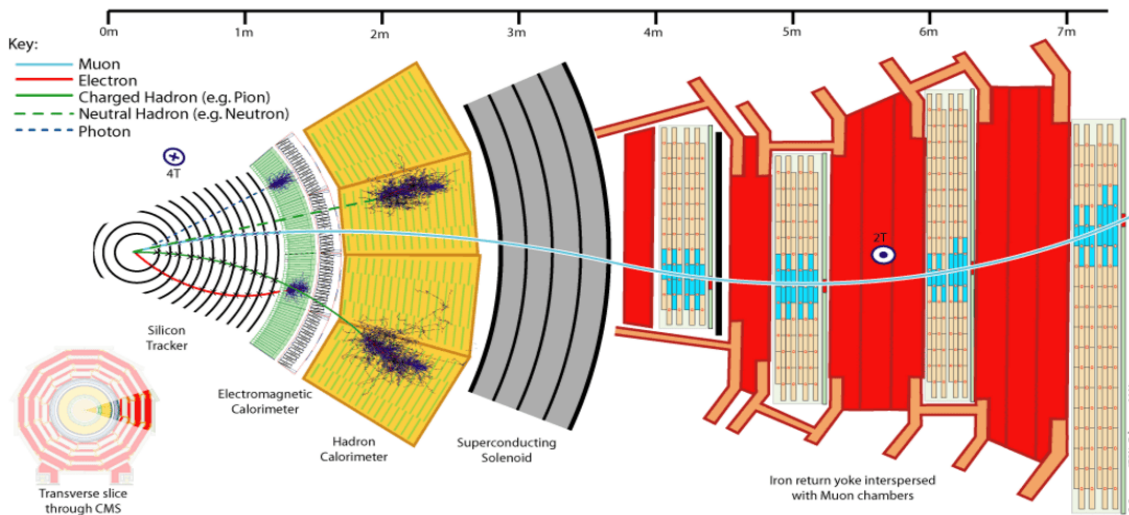 0m 1m 2m 3m 4m 5m 6m 7m
Key:
Muon
Electron
Charged Hadron (e.g. Pion)
Neutral Hadron (e.g. Neutron)
Photon
4T
2T
Silicon
Tracker
Electromagnetic
Calorimeter
Hadron
Calorimeter
Superconducting
Solenoid
Iron return yoke interspersed
with Muon chambers
Transverse slice
through CMS